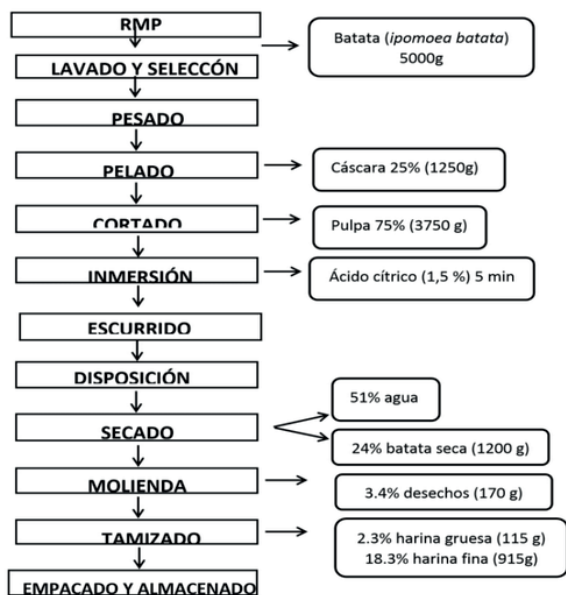 RMP
Batata (ipomoea batata)
5000g
LAVADO Y SELECCÓN
PESADO
PELADO
Cáscara 25% (1250g)
CORTADO
Pulpa 75% (3750 g)
INMERSIÓN
Ácido cítrico (1,5 %) 5 min
ESCURRIDO
DISPOSICIÓN
51% agua
SECADO
24% batata seca (1200 g)
MOLIENDA
3.4% desechos (170 g)
TAMIZADO
2.3% harina gruesa (115 g)
18.3% harina fina (915g)
EMPACADO Y ALMACENADO